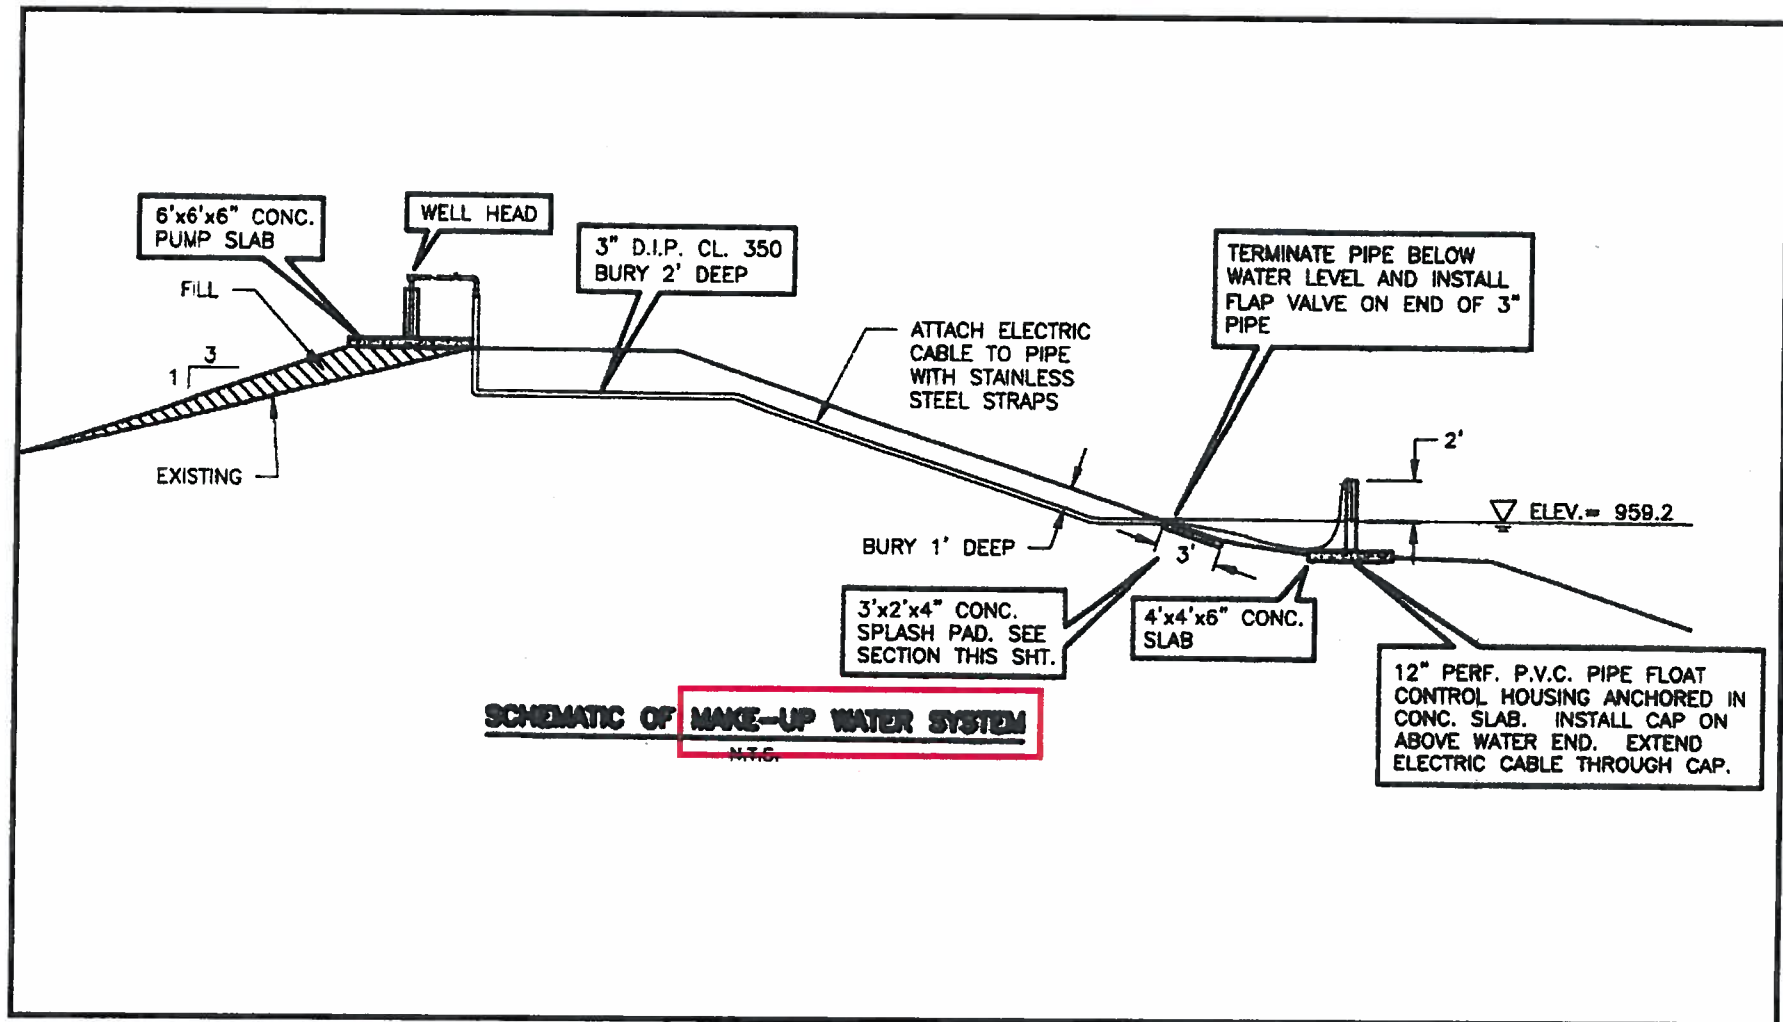 6'x6'x6" CONC.
PUMP SLAB
WELL HEAD
3" D.I.P. CL. 350
BURY 2' DEEP
TERMINATE PIPE BELOW
WATER LEVEL AND INSTALL
FLAP VALVE ON END OF 3"
PIPE
FILL
3
1
ATTACH ELECTRIC
CABLE TO PIPE
WITH STAINLESS
STEEL STRAPS
EXISTING
2'
ELEV.= 959.2
BURY 1' DEEP
3'
3'x2'x4" CONC.
SPLASH PAD. SEE
SECTION THIS SHT.
4'x4'x6" CONC.
SLAB
12" PERF. P.V.C. PIPE FLOAT
CONTROL HOUSING ANCHORED IN
CONC. SLAB. INSTALL CAP ON
ABOVE WATER END. EXTEND
ELECTRIC CABLE THROUGH CAP.
SCHEMATIC OF MAKE-UP WATER SYSTEM
N.T.S.